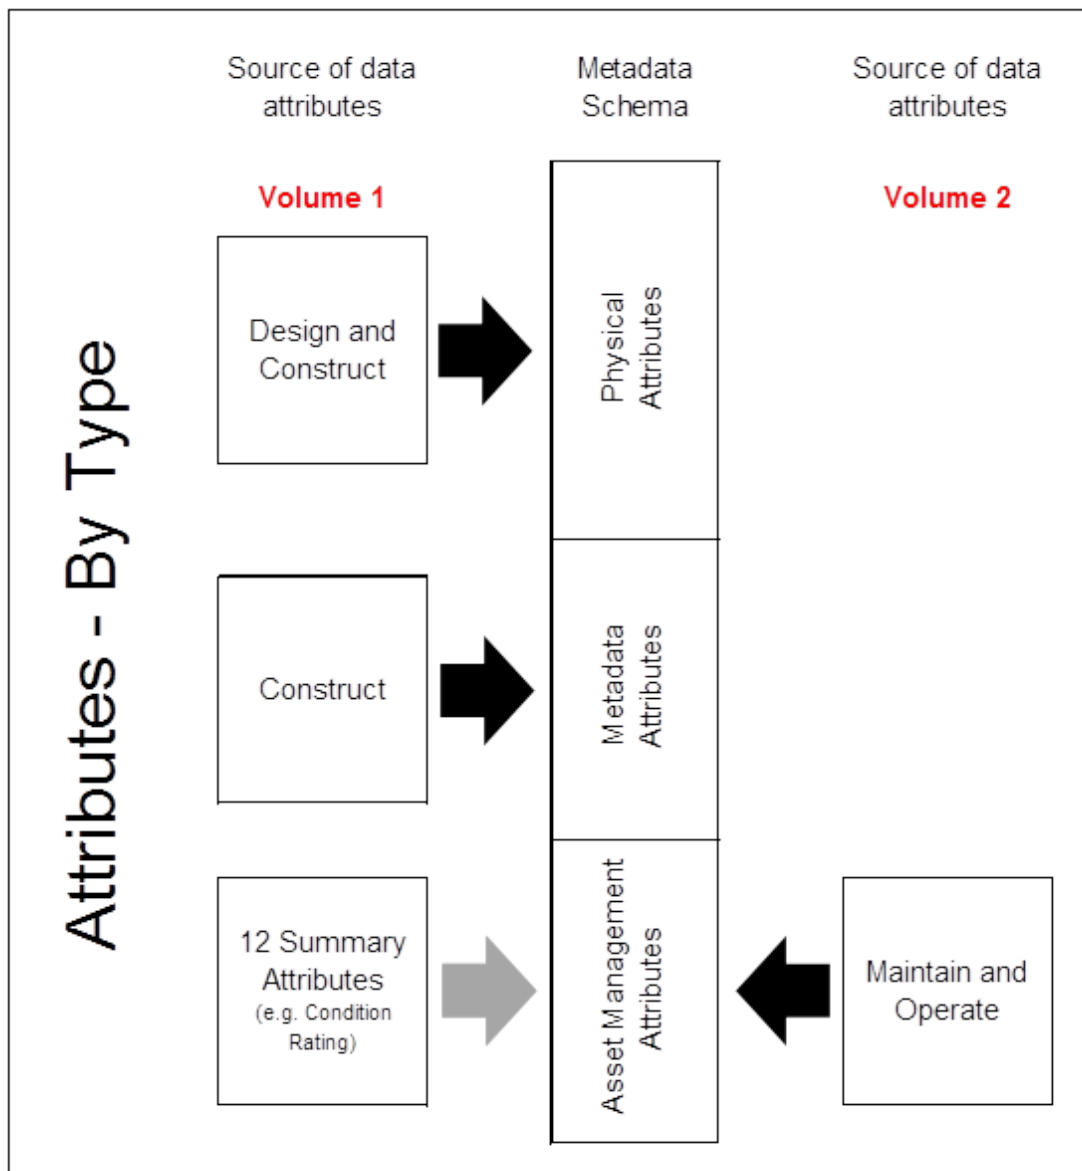 Source of data
attributes
Metadata
Schema
Source of data
attributes
Volume 1
Volume 2
Attributes - By Type
Design and
Construct
Physical
Attributes
Construct
Metadata
Attributes
12 Summary
Attributes
(e.g. Condition
Rating)
Asset Management
Attributes
Maintain and
Operate